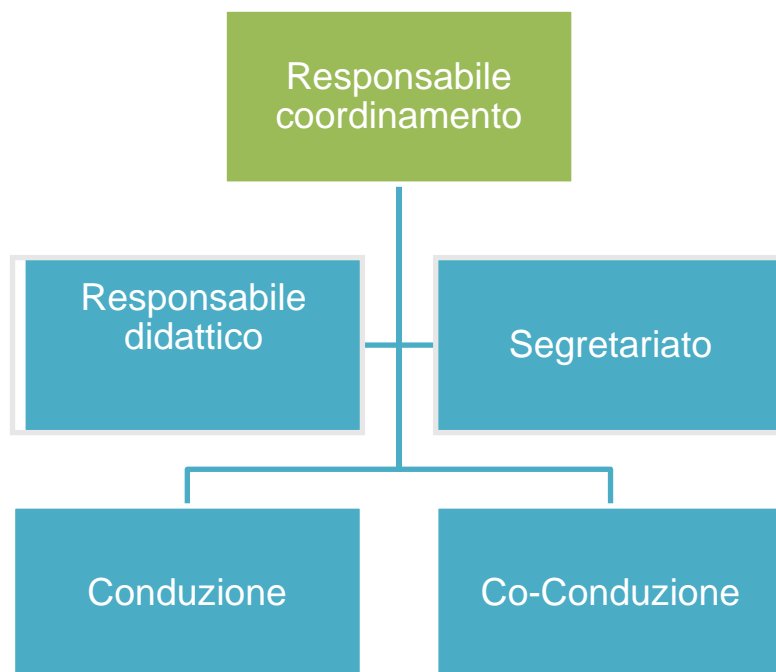 Responsabile
coordinamento
Responsabile
didattico
Segretariato
Conduzione
Co-Conduzione